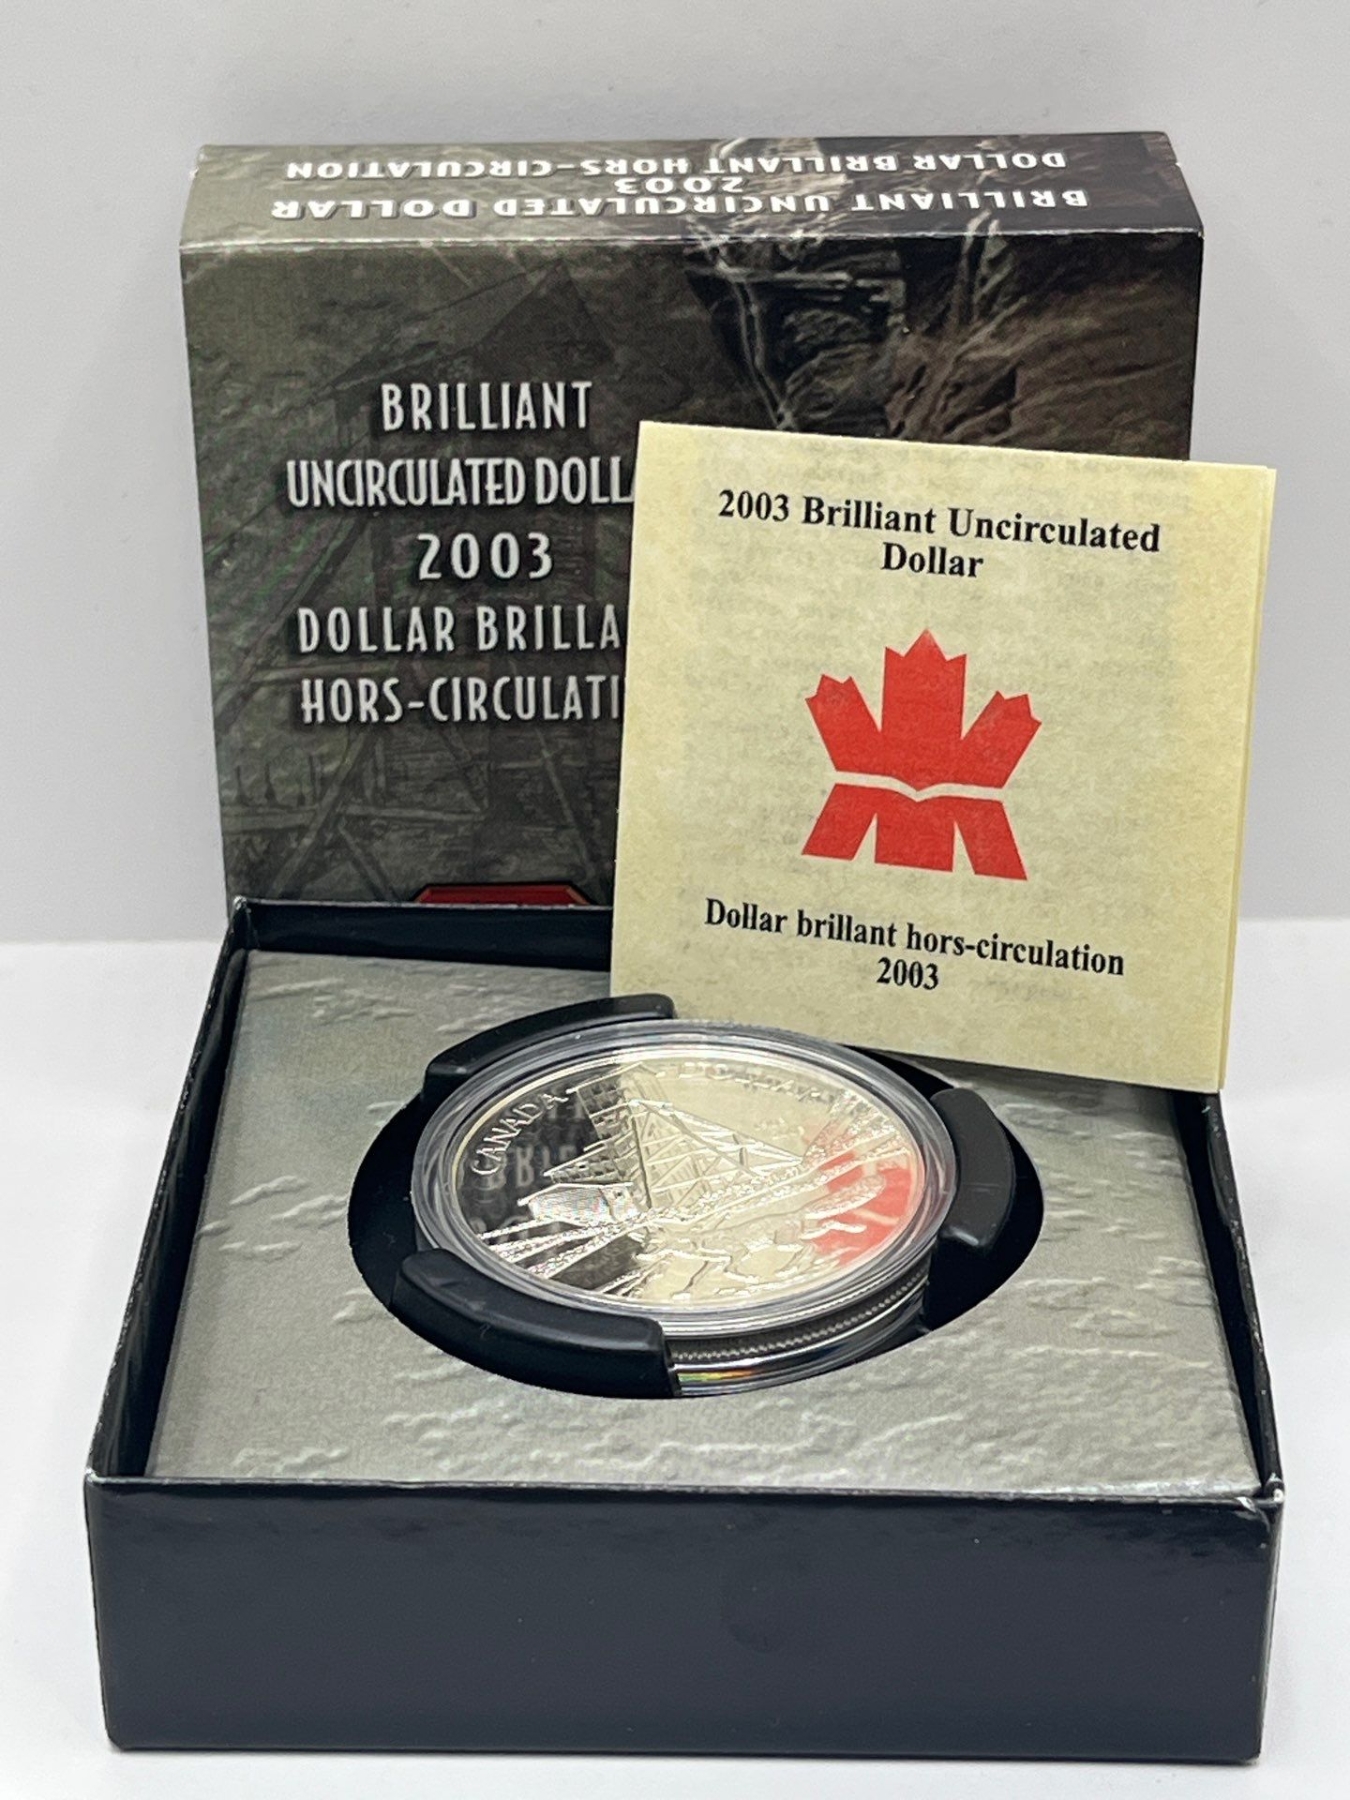 BRILLIANT UNCIRCULATED DOLLAR
2003
DOLLAR BRILLANT HORS-CIRCULATION
BRILLIANT
UNCIRCULATED DOLL
2003
DOLLAR BRILLA
HORS-CIRCULATI
2003 Brilliant Uncirculated
Dollar
Dollar brillant hors-circulation
2003
CANADA